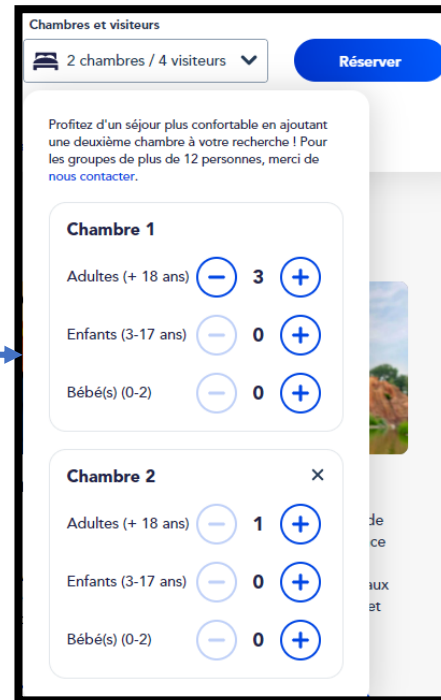 Chambres et visiteurs
2 chambres / 4 visiteurs
Réserver
Profitez d'un séjour plus confortable en ajoutant
une deuxième chambre à votre recherche ! Pour
les groupes de plus de 12 personnes, merci de
nous contacter.
Chambre 1
Adultes (+ 18 ans) − 3 +
Enfants (3-17 ans) − 0 +
Bébé(s) (0-2) − 0 +
Chambre 2 ×
Adultes (+ 18 ans) − 1 +
de
Enfants (3-17 ans) − 0 +
aux
et
Bébé(s) (0-2) − 0 +